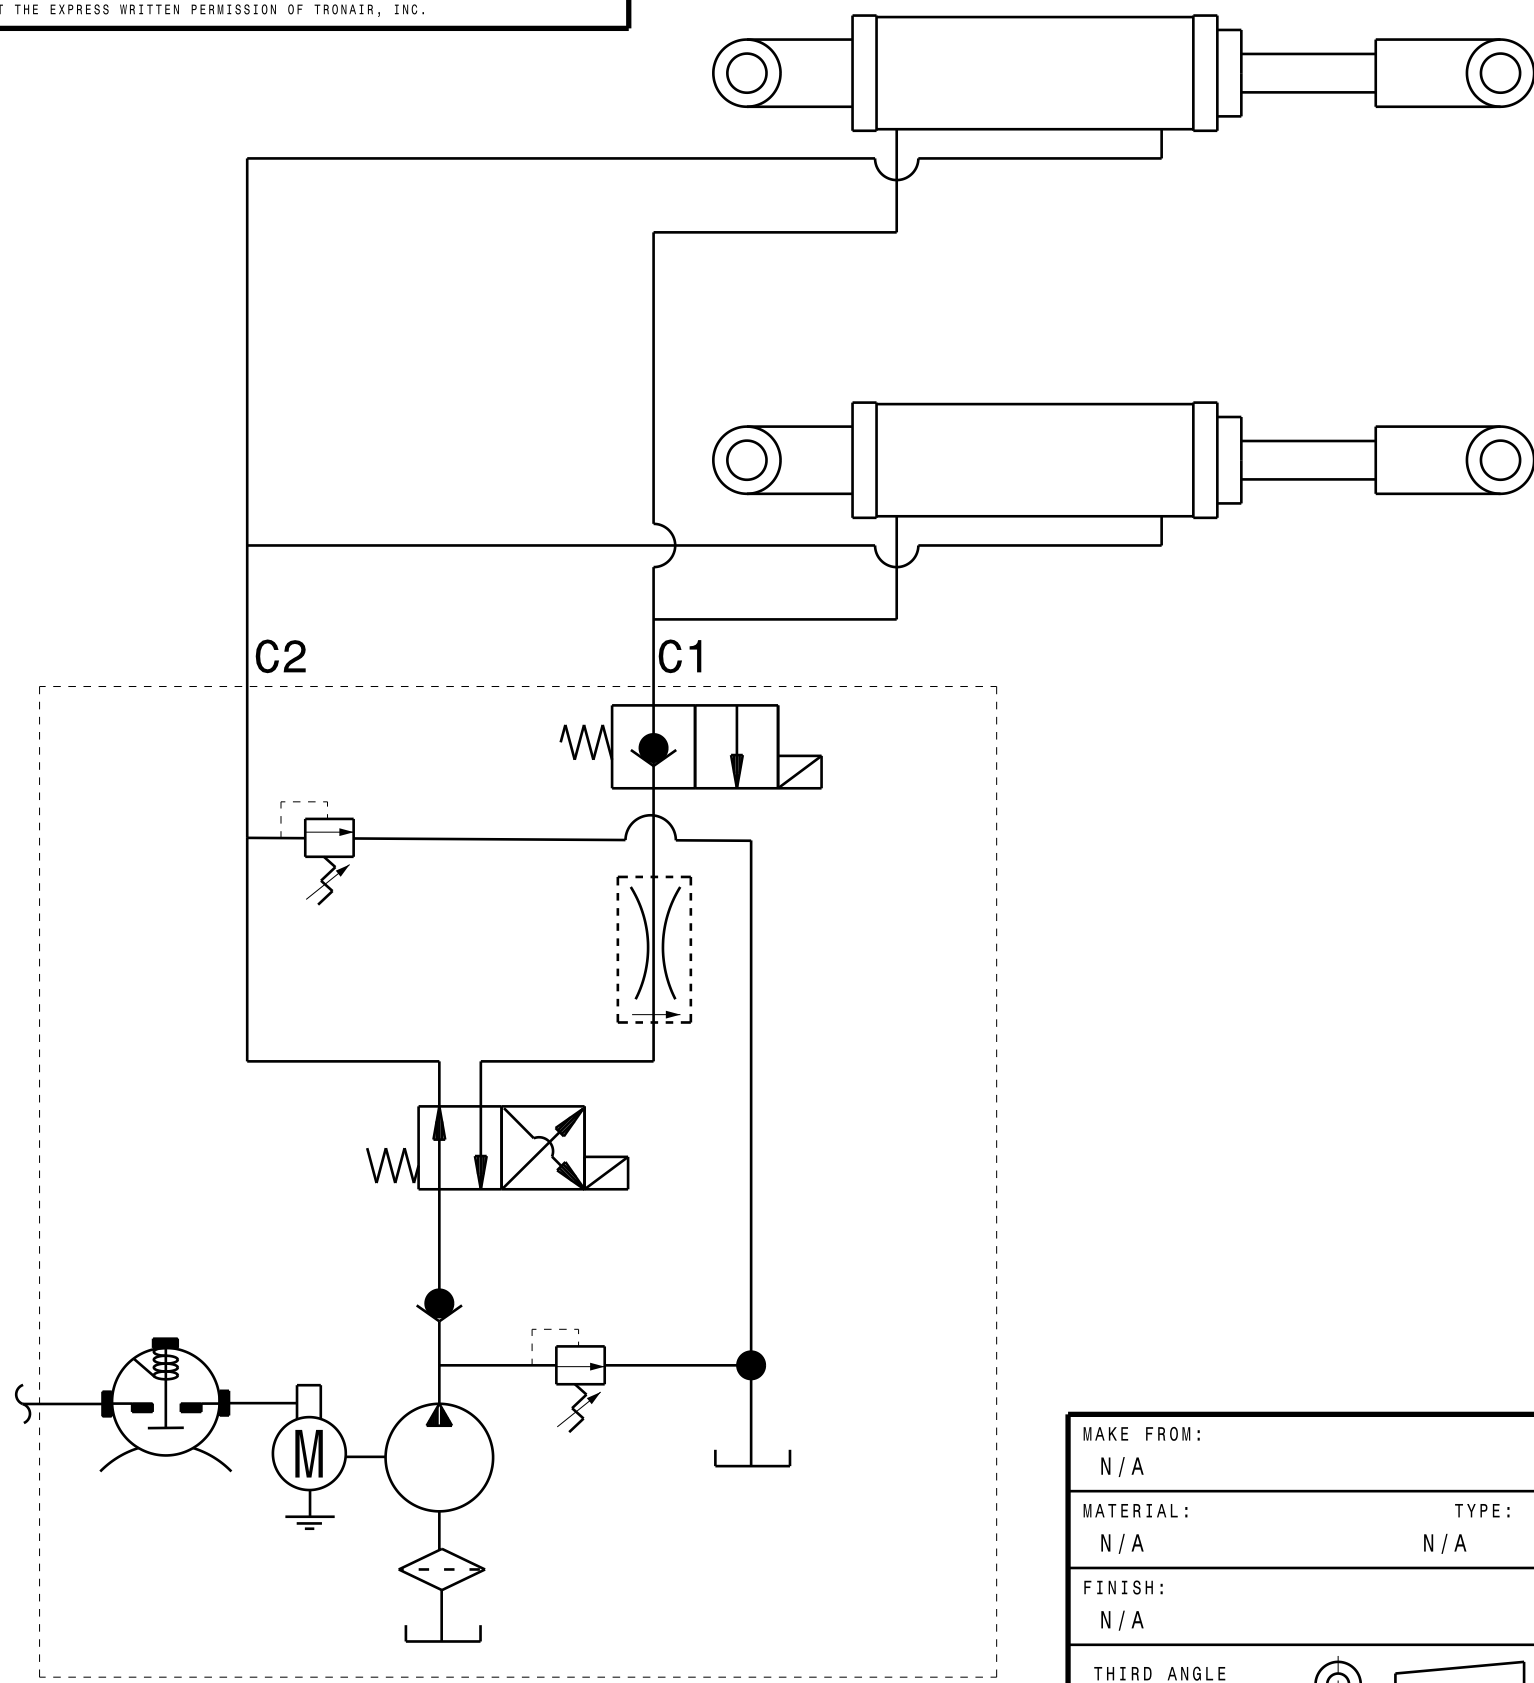 T THE EXPRESS WRITTEN PERMISSION OF TRONAIR, INC.
C2
C1
M
MAKE FROM:
N/A
MATERIAL: TYPE:
N/A N/A
FINISH:
N/A
THIRD ANGLE